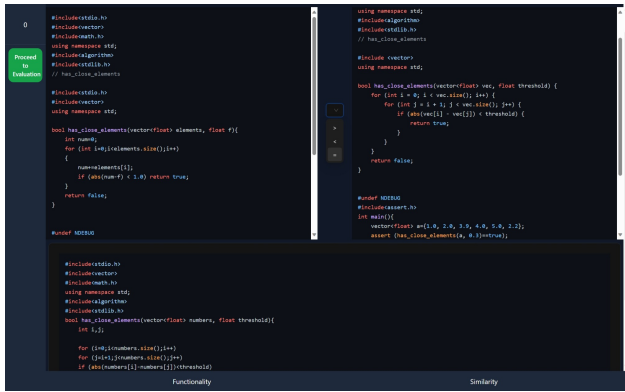 0
Proceed
to
Evaluation
#include<stdio.h>
#include<vector>
#include<math.h>
using namespace std;
#include<algorithm>
#include<stdlib.h>
// has_close_elements
#include<stdio.h>
#include<vector>
using namespace std;
bool has_close_elements(vector<float> elements, float f){
    int num=0;
    for (int i=0;i<elements.size();i++)
    {
        num+=elements[i];
        if (abs(num-f) < 1.0) return true;
    }
    return false;
}
#undef NDEBUG
>
<
=
using namespace std;
#include<algorithm>
#include<stdlib.h>
// has_close_elements
#include <vector>
using namespace std;
bool has_close_elements(vector<float> vec, float threshold) {
    for (int i = 0; i < vec.size(); i++) {
        for (int j = i + 1; j < vec.size(); j++) {
            if (abs(vec[i] - vec[j]) < threshold) {
                return true;
            }
        }
    }
    return false;
}
#undef NDEBUG
#include<assert.h>
int main(){
    vector<float> a={1.0, 2.0, 3.9, 4.0, 5.0, 2.2};
    assert (has_close_elements(a, 0.3)==true);
#include<stdio.h>
#include<vector>
#include<math.h>
using namespace std;
#include<algorithm>
#include<stdlib.h>
bool has_close_elements(vector<float> numbers, float threshold){
    int i,j;
    for (i=0;i<numbers.size();i++)
    for (j=i+1;j<numbers.size();j++)
    if (abs(numbers[i]-numbers[j])<threshold)
Functionality
Similarity